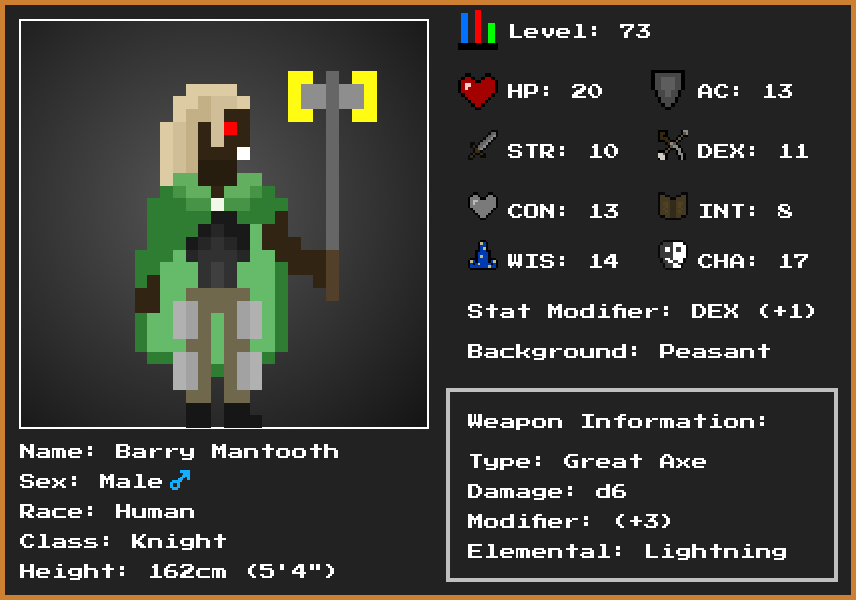 Level: 73
HP: 20
AC: 13
STR: 10
DEX: 11
CON: 13
INT: 8
WIS: 14
CHA: 17
Stat Modifier: DEX (+1)
Background: Peasant
Weapon Information:
Type: Great Axe
Damage: d6
Modifier: (+3)
Elemental: Lightning
Name: Barry Mantooth
Sex: Male ♂
Race: Human
Class: Knight
Height: 162cm (5'4")